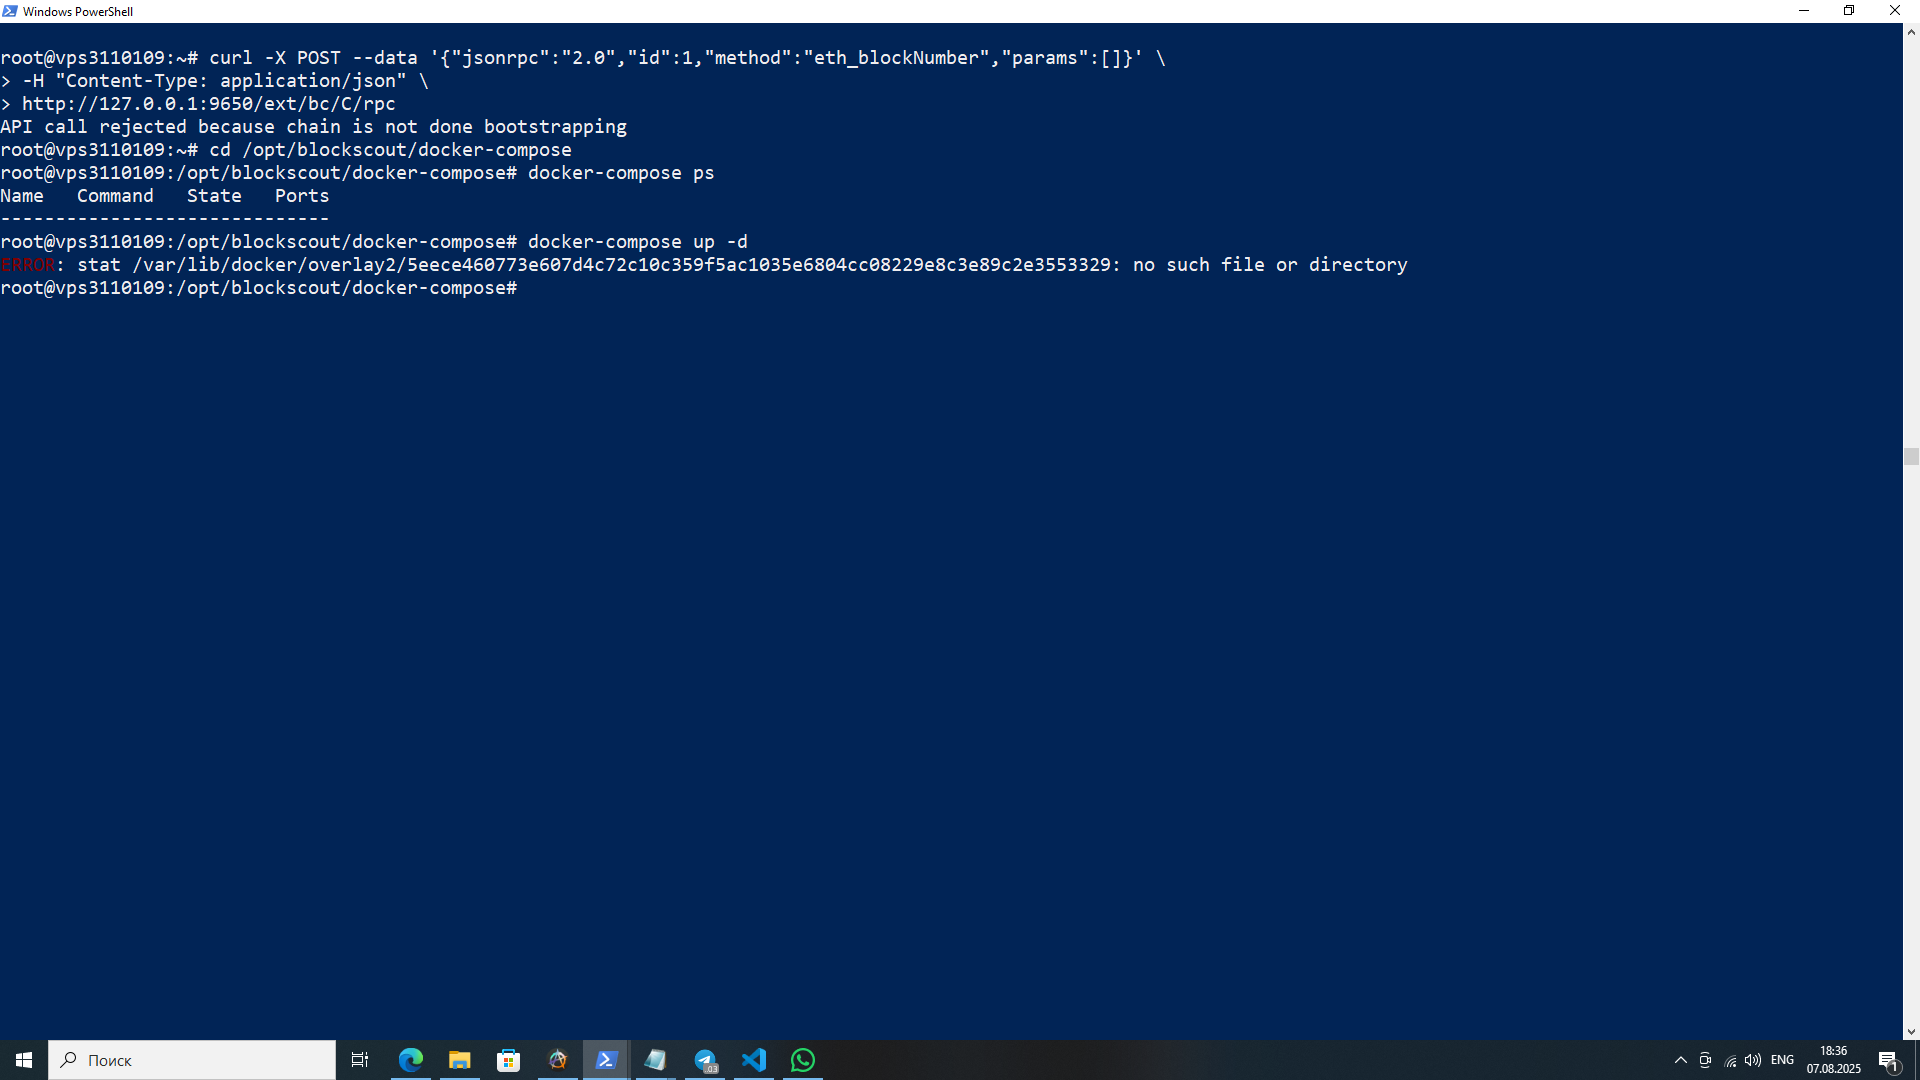 Windows PowerShell
root@vps3110109:~# curl -X POST --data '{"jsonrpc":"2.0","id":1,"method":"eth_blockNumber","params":[]}' \
> -H "Content-Type: application/json" \
> http://127.0.0.1:9650/ext/bc/C/rpc
API call rejected because chain is not done bootstrapping
root@vps3110109:~# cd /opt/blockscout/docker-compose
root@vps3110109:/opt/blockscout/docker-compose# docker-compose ps
Name   Command   State   Ports
------------------------------
root@vps3110109:/opt/blockscout/docker-compose# docker-compose up -d
ERROR: stat /var/lib/docker/overlay2/5eece460773e607d4c72c10c359f5ac1035e6804cc08229e8c3e89c2e3553329: no such file or directory
root@vps3110109:/opt/blockscout/docker-compose#
Поиск
.03
ENG
18:36
07.08.2025
1